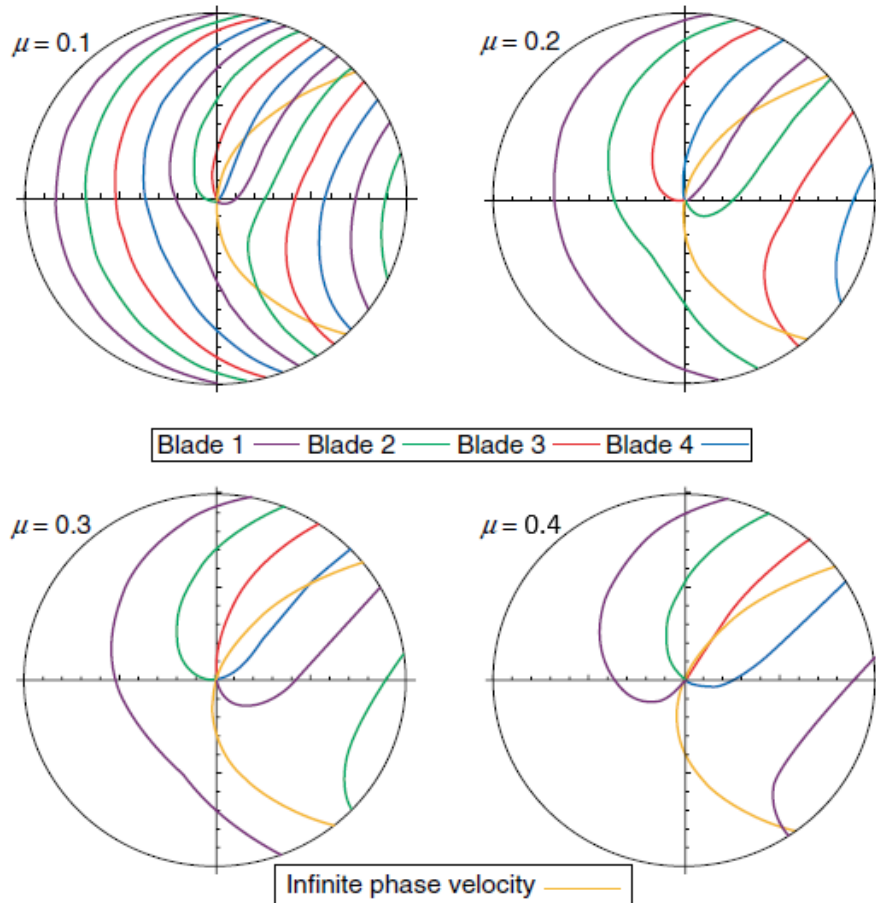 μ = 0.1
μ = 0.2
Blade 1 Blade 2 Blade 3 Blade 4
μ = 0.3
μ = 0.4
Infinite phase velocity